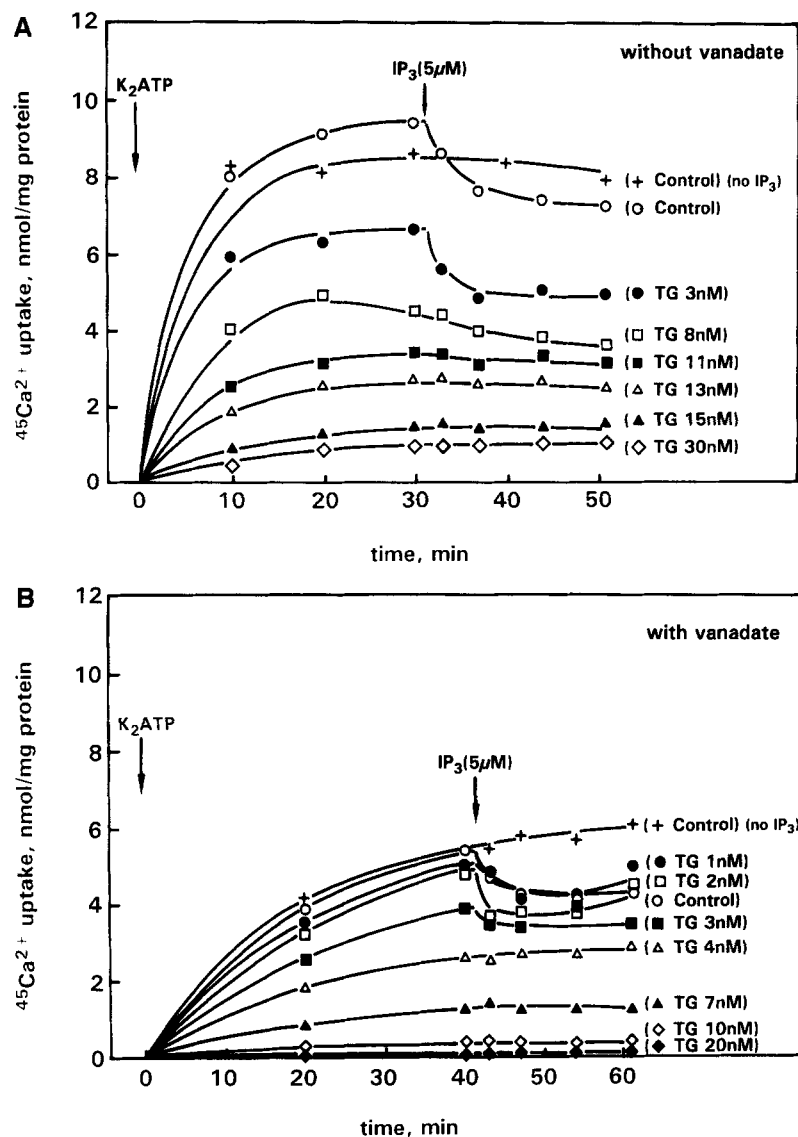 A
without vanadate
K₂ATP
IP₃(5μM)
12
10
8
6
4
2
0
⁴⁵Ca²⁺ uptake, nmol/mg protein
(+ Control) (no IP₃)
(○ Control)
(● TG 3nM)
(□ TG 8nM)
(■ TG 11nM)
(△ TG 13nM)
(▲ TG 15nM)
(◇ TG 30nM)
0 10 20 30 40 50
time, min
B
with vanadate
K₂ATP
IP₃(5μM)
12
10
8
6
4
2
0
⁴⁵Ca²⁺ uptake, nmol/mg protein
(+ Control) (no IP₃)
(● TG 1nM)
(□ TG 2nM)
(○ Control)
(■ TG 3nM)
(△ TG 4nM)
(▲ TG 7nM)
(◇ TG 10nM)
(◆ TG 20nM)
0 10 20 30 40 50 60
time, min